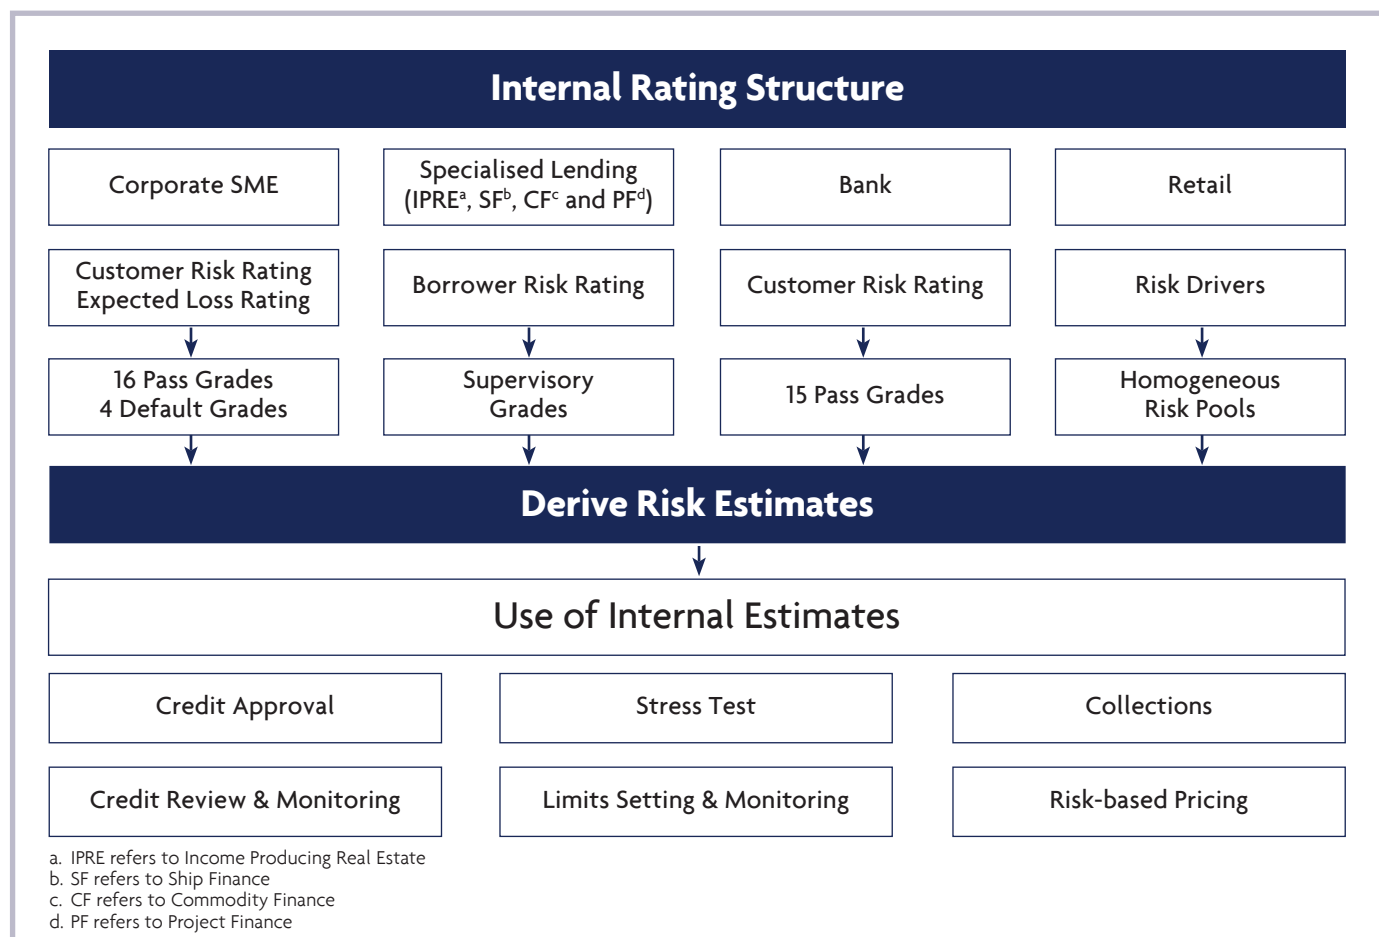 Internal Rating Structure
Corporate SME
Specialised Lending
(IPREᵃ, SFᵇ, CFᶜ and PFᵈ)
Bank
Retail
Customer Risk Rating
Expected Loss Rating
Borrower Risk Rating
Customer Risk Rating
Risk Drivers
16 Pass Grades
4 Default Grades
Supervisory
Grades
15 Pass Grades
Homogeneous
Risk Pools
Derive Risk Estimates
Use of Internal Estimates
Credit Approval
Stress Test
Collections
Credit Review & Monitoring
Limits Setting & Monitoring
Risk-based Pricing
a. IPRE refers to Income Producing Real Estate
b. SF refers to Ship Finance
c. CF refers to Commodity Finance
d. PF refers to Project Finance